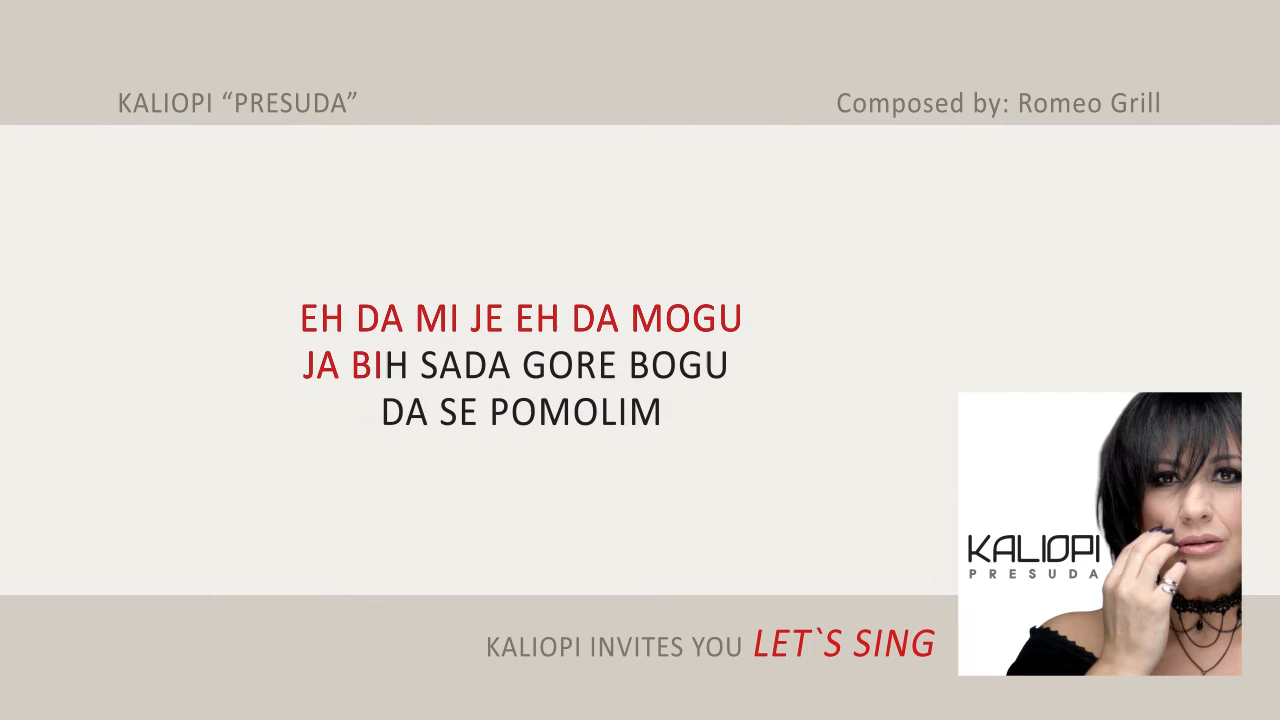 KALIOPI “PRESUDA”
Composed by: Romeo Grill
EH DA MI JE EH DA MOGU
JA BIH SADA GORE BOGU
DA SE POMOLIM
KALIOPI
PRESUDA
KALIOPI INVITES YOU LET`S SING